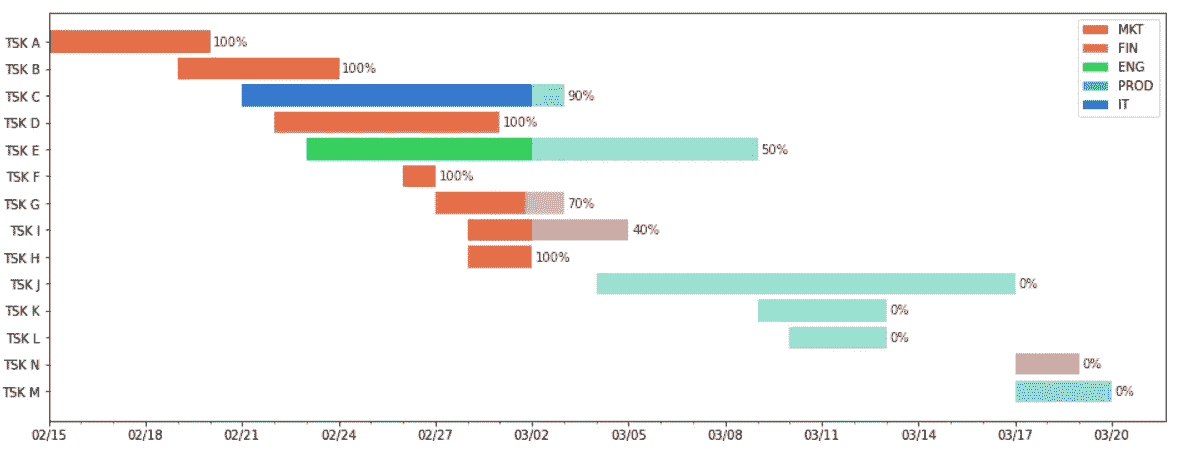 TSK A
100%
TSK B
100%
TSK C
90%
TSK D
100%
TSK E
50%
TSK F
100%
TSK G
70%
TSK I
40%
TSK H
100%
TSK J
0%
TSK K
0%
TSK L
0%
TSK N
0%
TSK M
0%
MKT
FIN
ENG
PROD
IT
02/15 02/18 02/21 02/24 02/27 03/02 03/05 03/08 03/11 03/14 03/17 03/20